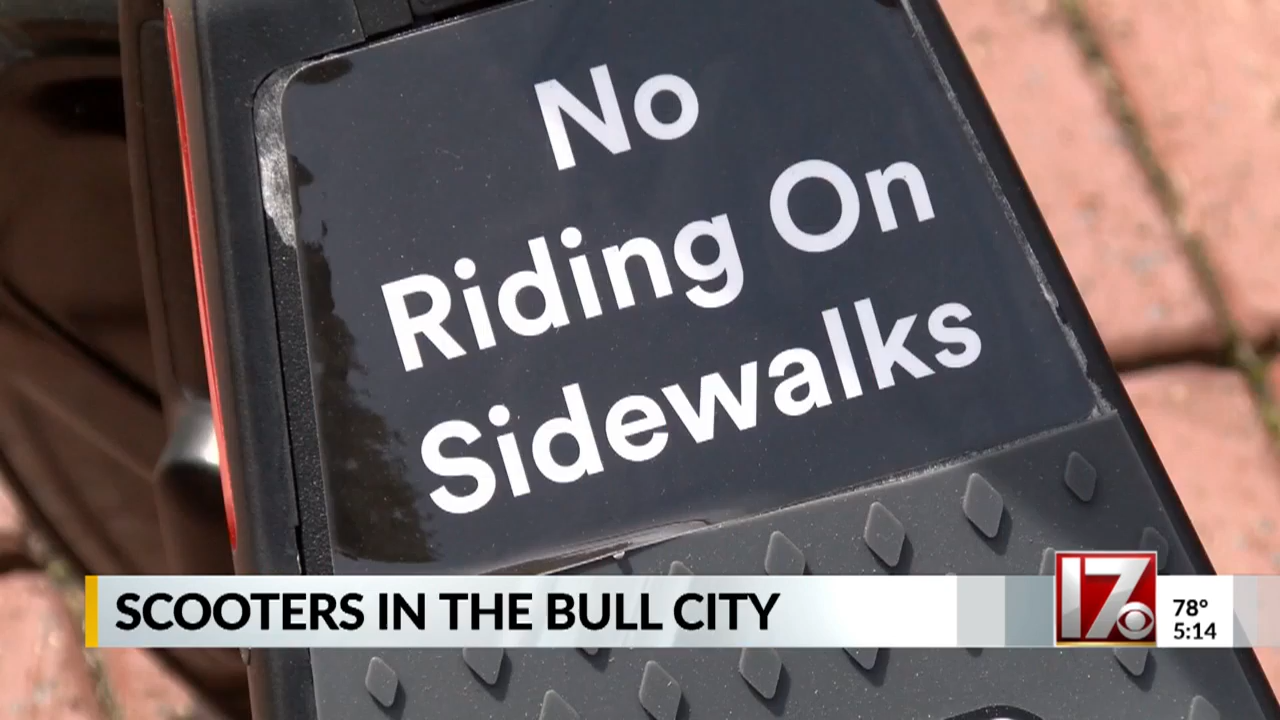 No
Riding On
Sidewalks
SCOOTERS IN THE BULL CITY
17
78°
5:14